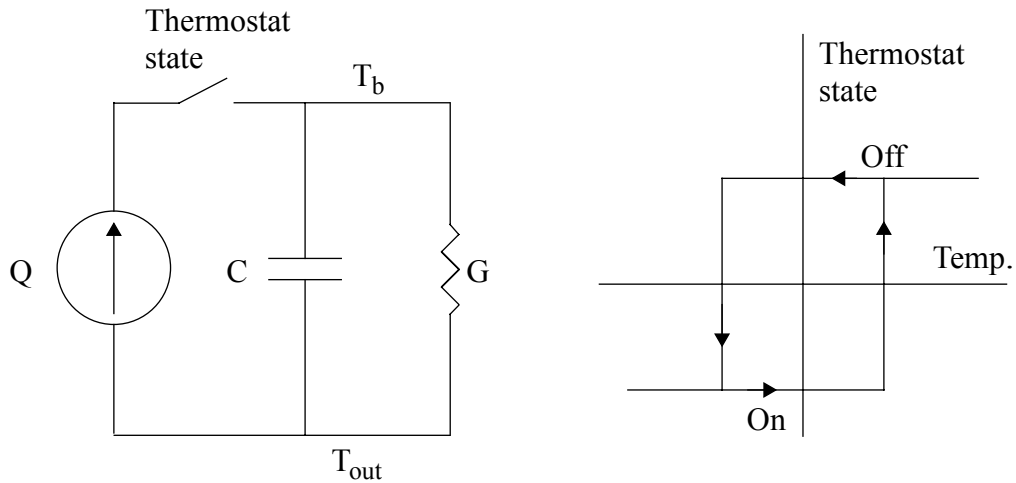 Thermostat
state
T_b
Q
C
G
T_out
Thermostat
state
Off
Temp.
On